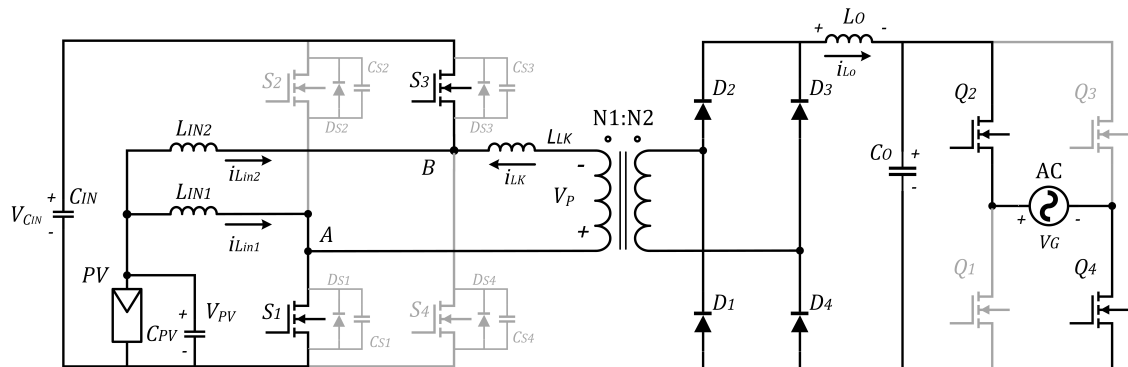 + LO -
iLo
S2
CS2
DS2
S3
CS3
DS3
D2
D3
Q2
Q3
N1:N2
LIN2
iLin2
B
LLK
iLK
-
VP
+
CO
+
-
AC
+
-
VG
+
CIN
VCIN
-
LIN1
iLin1
A
PV
CPV
+
VPV
-
S1
DS1
CS1
S4
DS4
CS4
D1
D4
Q1
Q4